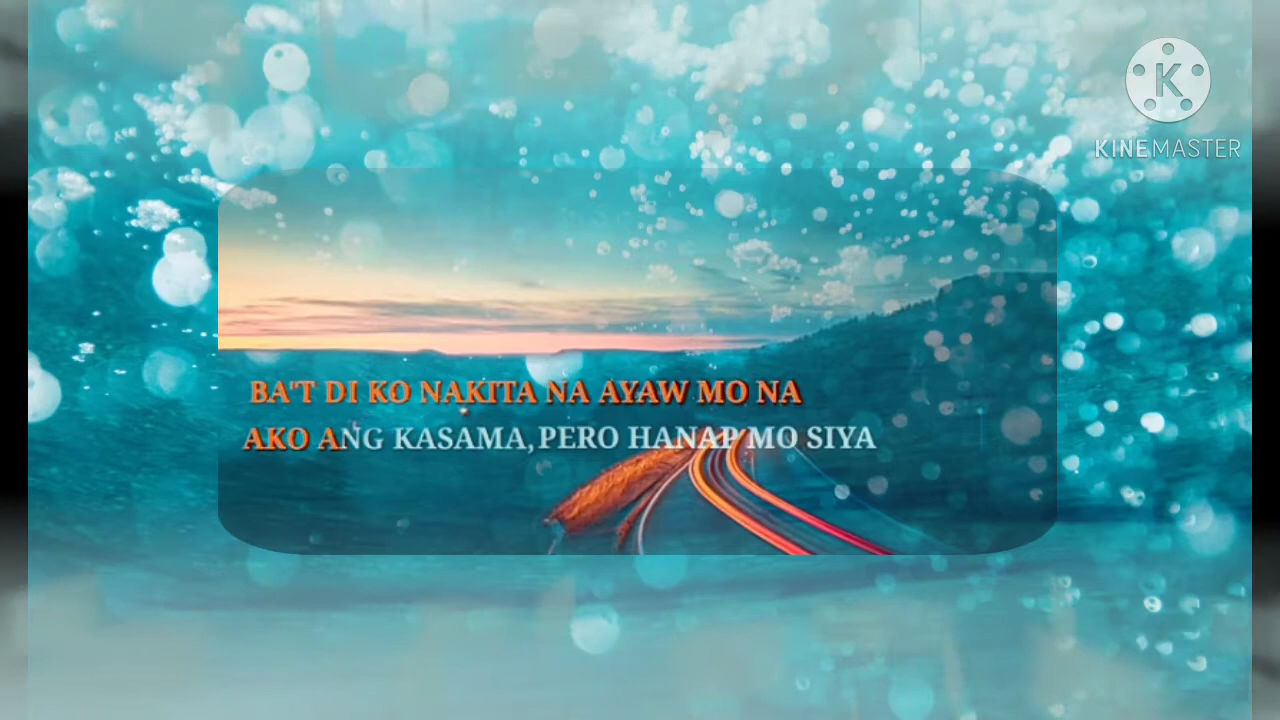 K
KINEMASTER
BA'T DI KO NAKITA NA AYAW MO NA
AKO ANG KASAMA, PERO HANAP MO SIYA